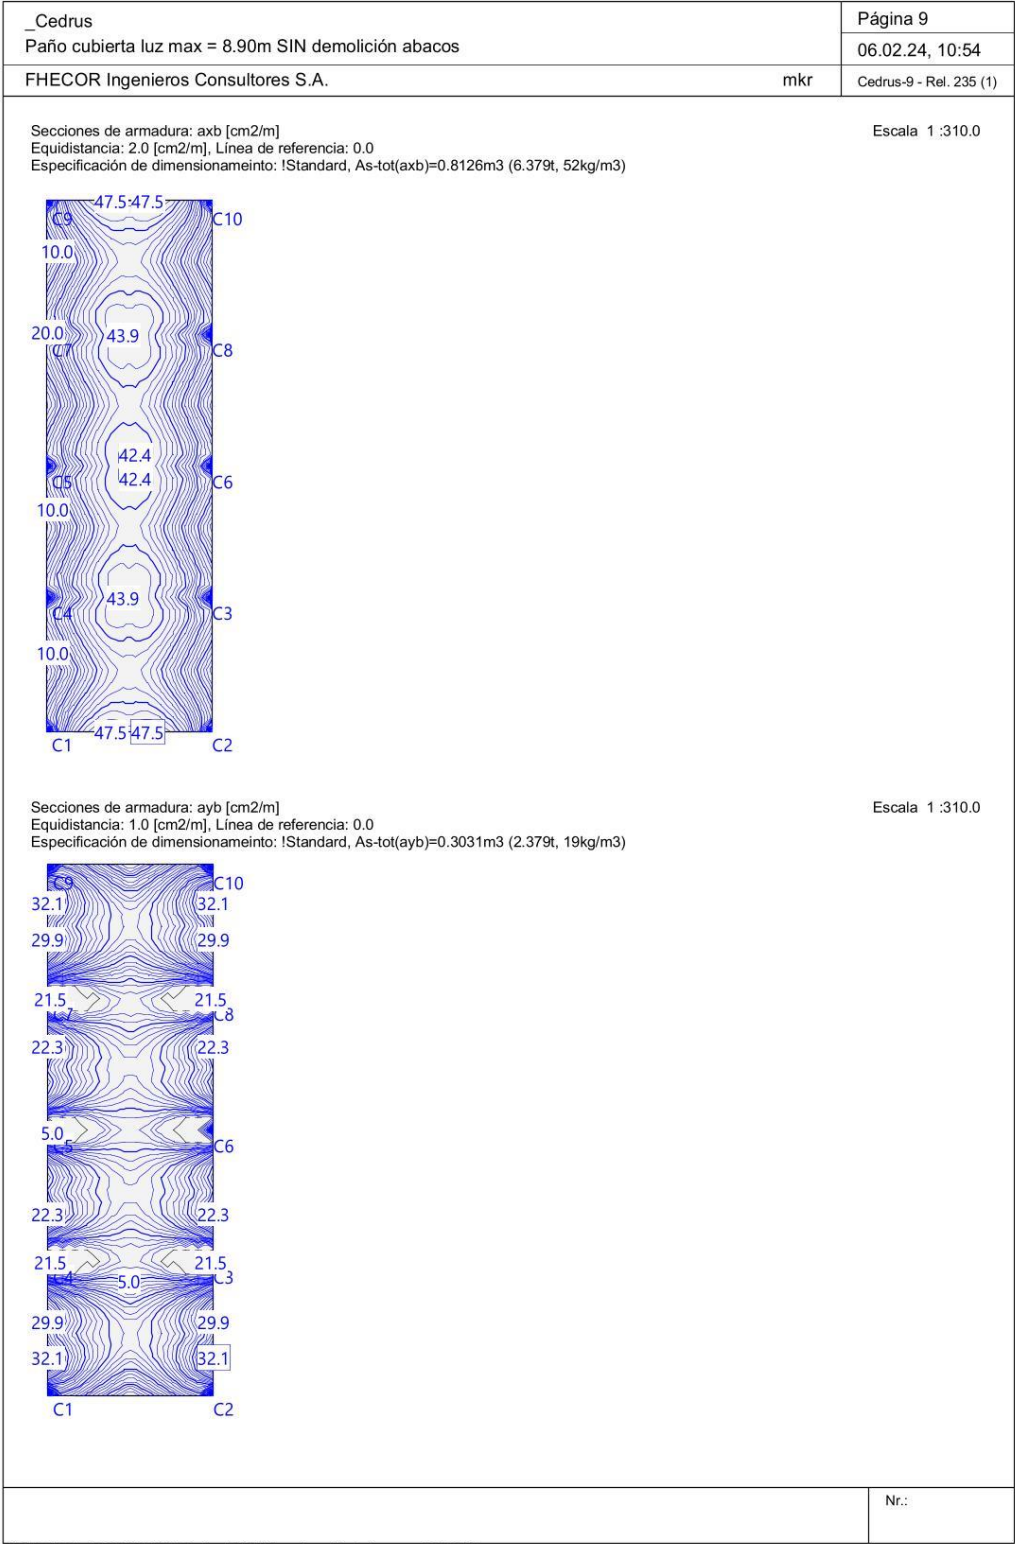 _Cedrus
Página 9
Paño cubierta luz max = 8.90m SIN demolición abacos
06.02.24, 10:54
FHECOR Ingenieros Consultores S.A.
mkr
Cedrus-9 - Rel. 235 (1)
Secciones de armadura: axb [cm2/m]
Escala 1 :310.0
Equidistancia: 2.0 [cm2/m], Línea de referencia: 0.0
Especificación de dimensionameinto: !Standard, As-tot(axb)=0.8126m3 (6.379t, 52kg/m3)
47.5 47.5
C9 C10
10.0
20.0 43.9
C7 C8
42.4
42.4
C5 C6
10.0
43.9
C4 C3
10.0
47.5 47.5
C1 C2
Secciones de armadura: ayb [cm2/m]
Escala 1 :310.0
Equidistancia: 1.0 [cm2/m], Línea de referencia: 0.0
Especificación de dimensionameinto: !Standard, As-tot(ayb)=0.3031m3 (2.379t, 19kg/m3)
C9 C10
32.1 32.1
29.9 29.9
21.5 21.5
C7 C8
22.3 22.3
5.0
C5 C6
22.3 22.3
21.5 21.5
C4 5.0 C3
29.9 29.9
32.1 32.1
C1 C2
Nr.: